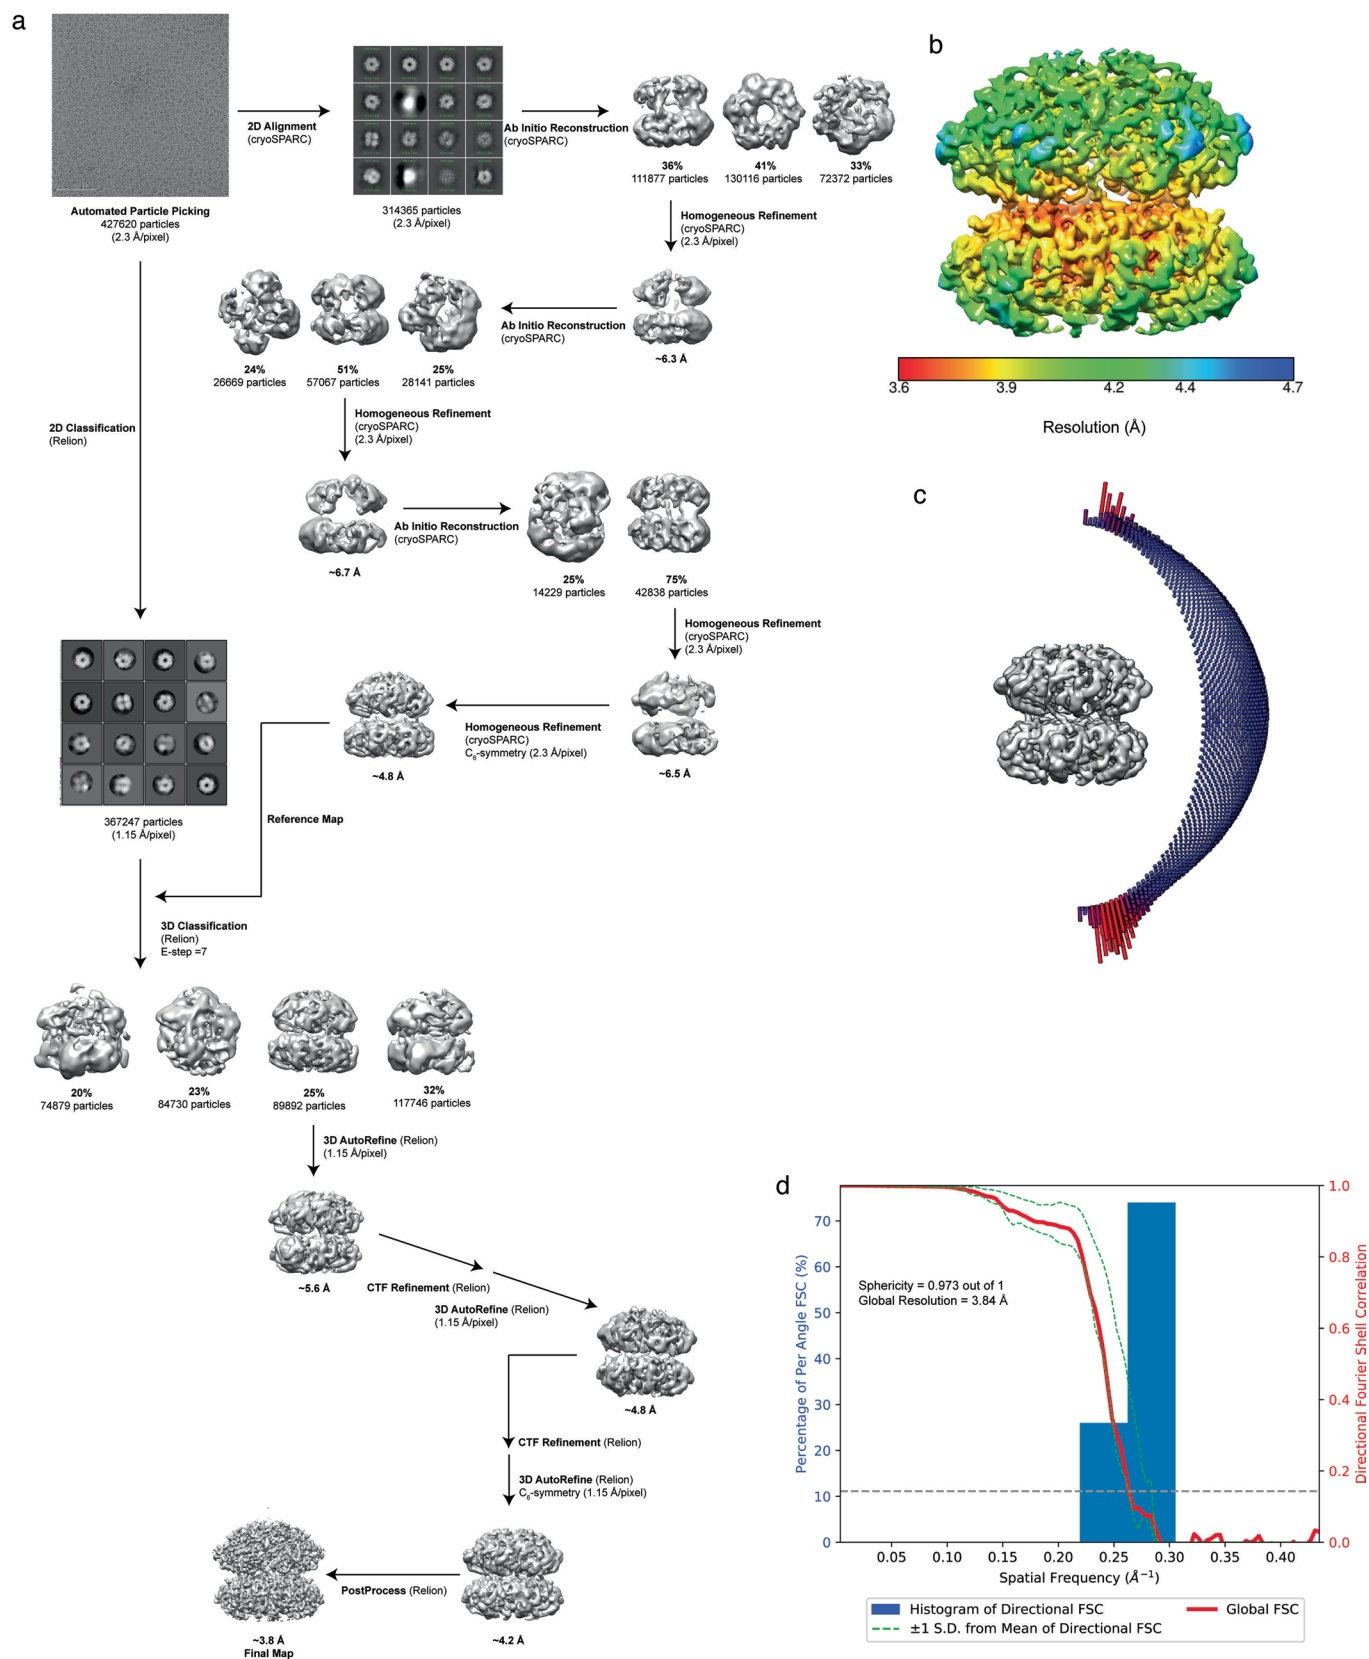 a
2D Alignment
(cryoSPARC)
Ab Initio Reconstruction
(cryoSPARC)
Automated Particle Picking
427620 particles
(2.3 Å/pixel)
314365 particles
(2.3 Å/pixel)
36%
111877 particles
41%
130116 particles
33%
72372 particles
Homogeneous Refinement
(cryoSPARC)
(2.3 Å/pixel)
~6.3 Å
Ab Initio Reconstruction
(cryoSPARC)
24%
26669 particles
51%
57067 particles
25%
28141 particles
Homogeneous Refinement
(cryoSPARC)
(2.3 Å/pixel)
2D Classification
(Relion)
~6.7 Å
Ab Initio Reconstruction
(cryoSPARC)
25%
14229 particles
75%
42838 particles
Homogeneous Refinement
(cryoSPARC)
(2.3 Å/pixel)
~6.5 Å
Homogeneous Refinement
(cryoSPARC)
C6-symmetry (2.3 Å/pixel)
~4.8 Å
367247 particles
(1.15 Å/pixel)
Reference Map
3D Classification
(Relion)
E-step =7
20%
74879 particles
23%
84730 particles
25%
89892 particles
32%
117746 particles
3D AutoRefine (Relion)
(1.15 Å/pixel)
~5.6 Å
CTF Refinement (Relion)
3D AutoRefine (Relion)
(1.15 Å/pixel)
~4.8 Å
CTF Refinement (Relion)
3D AutoRefine (Relion)
C6-symmetry (1.15 Å/pixel)
~4.2 Å
PostProcess (Relion)
~3.8 Å
Final Map
b
3.6 3.9 4.2 4.4 4.7
Resolution (Å)
c
d
Percentage of Per Angle FSC (%)
70
60
50
40
30
20
10
0
Sphericity = 0.973 out of 1
Global Resolution = 3.84 Å
1.0
0.8
0.6
0.4
0.2
0.0
Directional Fourier Shell Correlation
0.05 0.10 0.15 0.20 0.25 0.30 0.35 0.40
Spatial Frequency (Å−1)
Histogram of Directional FSC
Global FSC
±1 S.D. from Mean of Directional FSC